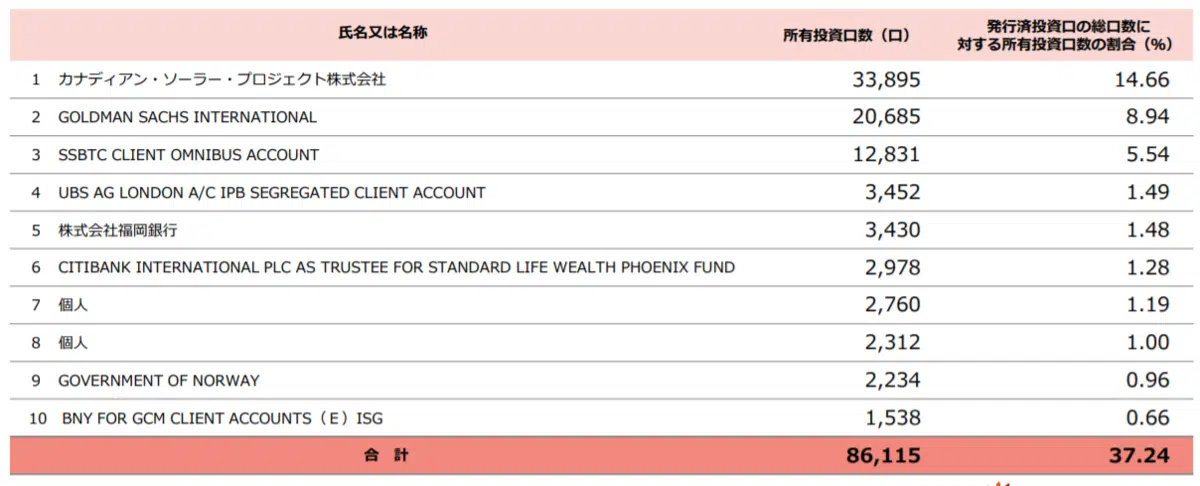 氏名又は名称 所有投資口数（口） 発行済投資口の総口数に
対する所有投資口数の割合（%）
1 カナディアン・ソーラー・プロジェクト株式会社 33,895 14.66
2 GOLDMAN SACHS INTERNATIONAL 20,685 8.94
3 SSBTC CLIENT OMNIBUS ACCOUNT 12,831 5.54
4 UBS AG LONDON A/C IPB SEGREGATED CLIENT ACCOUNT 3,452 1.49
5 株式会社福岡銀行 3,430 1.48
6 CITIBANK INTERNATIONAL PLC AS TRUSTEE FOR STANDARD LIFE WEALTH PHOENIX FUND 2,978 1.28
7 個人 2,760 1.19
8 個人 2,312 1.00
9 GOVERNMENT OF NORWAY 2,234 0.96
10 BNY FOR GCM CLIENT ACCOUNTS（E）ISG 1,538 0.66
合 計 86,115 37.24